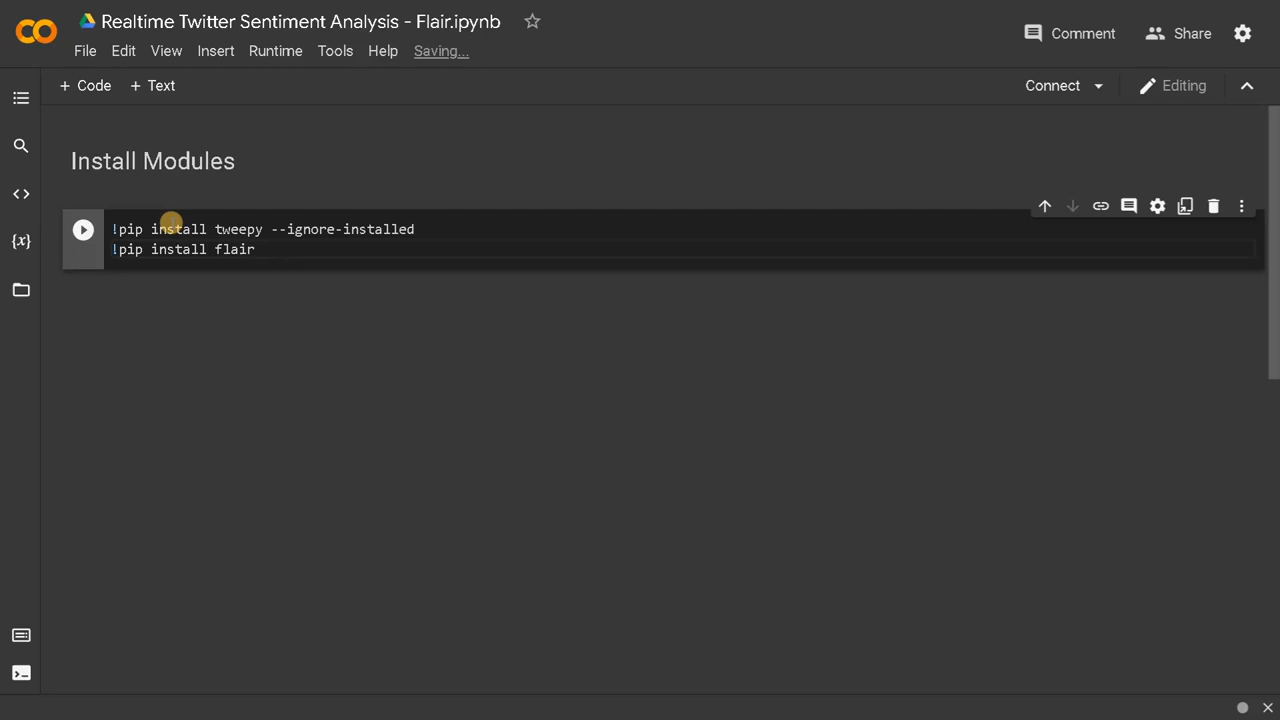 Realtime Twitter Sentiment Analysis - Flair.ipynb
Comment
Share
File Edit View Insert Runtime Tools Help Saving...
+ Code + Text
Connect
Editing
Install Modules
!pip install tweepy --ignore-installed
!pip install flair